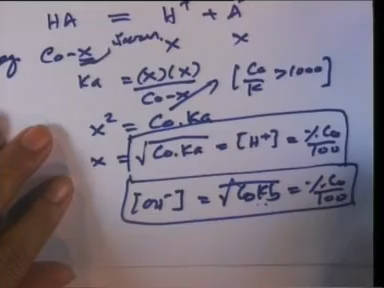 HA = H⁺ + A⁻
Co-x x x
Ka = (x)(x)/Co-x [Co/K > 1000]
x² = Co.Ka
x = √Co.Ka = [H⁺] = %.Co/100
[OH⁻] = √CoKb = %.Co/100